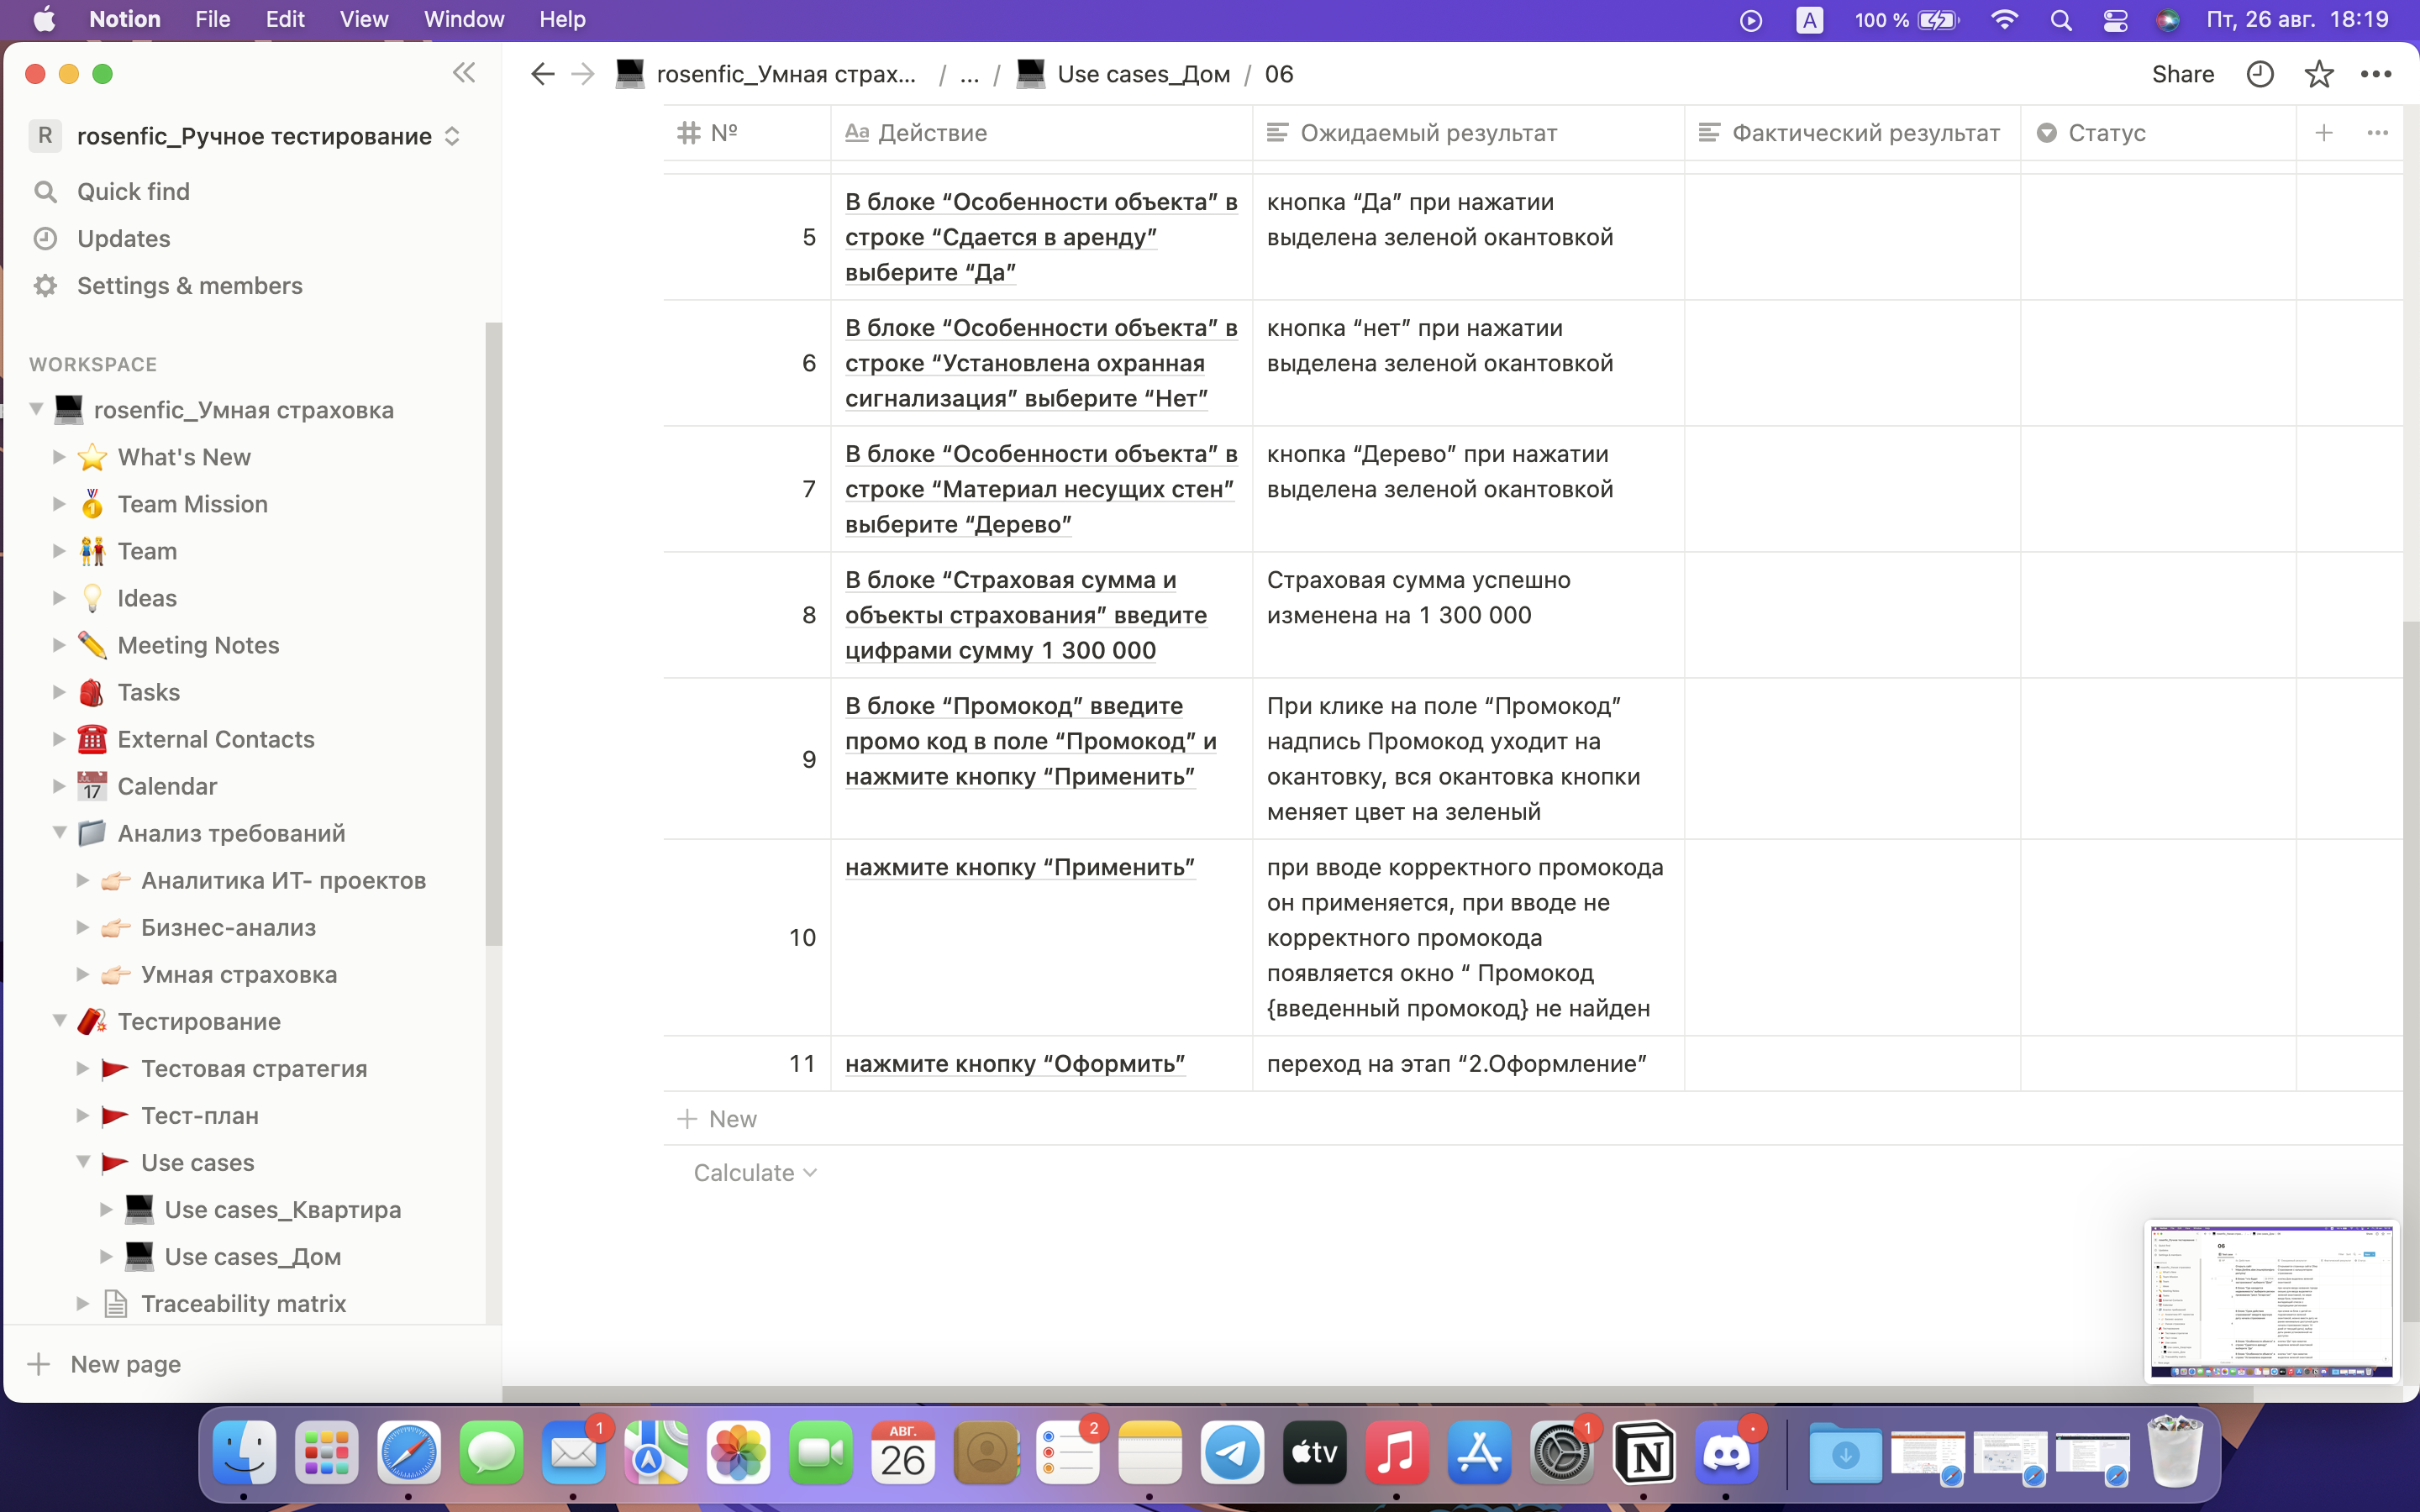 Notion File Edit View Window Help
A 100 % Пт, 26 авг. 18:19
rosenfic_Умная страх... / ... / Use cases_Дом / 06
Share
R rosenfic_Ручное тестирование
Quick find
Updates
Settings & members
WORKSPACE
rosenfic_Умная страховка
What's New
Team Mission
Team
Ideas
Meeting Notes
Tasks
External Contacts
Calendar
Анализ требований
Аналитика ИТ- проектов
Бизнес-анализ
Умная страховка
Тестирование
Тестовая стратегия
Тест-план
Use cases
Use cases_Квартира
Use cases_Дом
Traceability matrix
New page
Nº Aa Действие Ожидаемый результат Фактический результат Статус
5
В блоке “Особенности объекта” в
строке “Сдается в аренду”
выберите “Да”
кнопка “Да” при нажатии
выделена зеленой окантовкой
6
В блоке “Особенности объекта” в
строке “Установлена охранная
сигнализация” выберите “Нет”
кнопка “нет” при нажатии
выделена зеленой окантовкой
7
В блоке “Особенности объекта” в
строке “Материал несущих стен”
выберите “Дерево”
кнопка “Дерево” при нажатии
выделена зеленой окантовкой
8
В блоке “Страховая сумма и
объекты страхования” введите
цифрами сумму 1 300 000
Страховая сумма успешно
изменена на 1 300 000
9
В блоке “Промокод” введите
промо код в поле “Промокод” и
нажмите кнопку “Применить”
При клике на поле “Промокод”
надпись Промокод уходит на
окантовку, вся окантовка кнопки
меняет цвет на зеленый
10
нажмите кнопку “Применить”
при вводе корректного промокода
он применяется, при вводе не
корректного промокода
появляется окно “ Промокод
{введенный промокод} не найден
11
нажмите кнопку “Оформить”
переход на этап “2.Оформление”
New
Calculate
1
АВГ.
26
2
tv
1